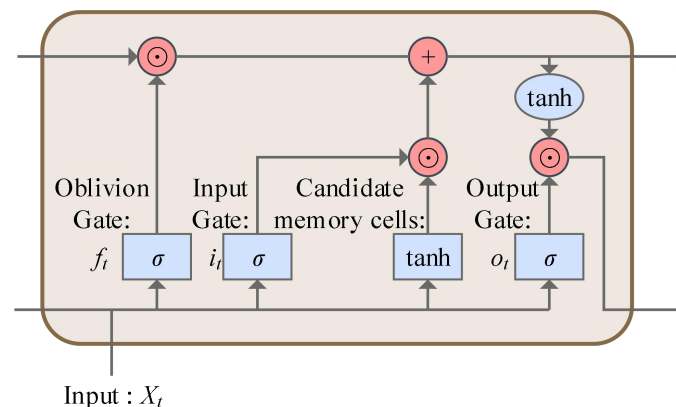 ⊙
+
tanh
⊙
⊙
Oblivion Gate:
Input Gate:
Candidate memory cells:
Output Gate:
f_t
σ
i_t
σ
tanh
o_t
σ
Input : X_t